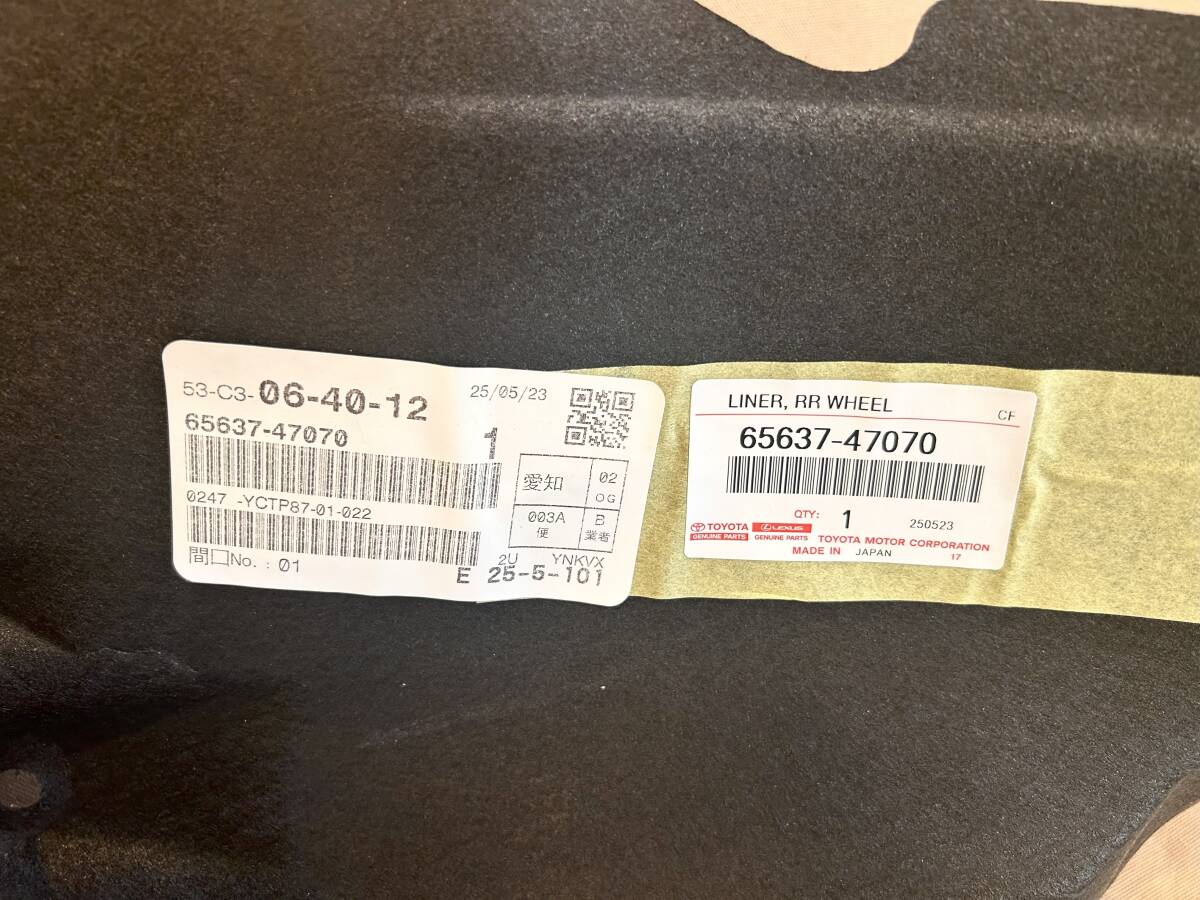 53-C3-06-40-12
25/05/23
65637-47070
1
0247 -YCTP87-01-022
間口No. : 01
愛知
02
OG
003A
便
B
業者
2U YNKVX
E 25-5-101
LINER, RR WHEEL
CF
65637-47070
QTY: 1
250523
TOYOTA
GENUINE PARTS
LEXUS
GENUINE PARTS
TOYOTA MOTOR CORPORATION
MADE IN JAPAN
17